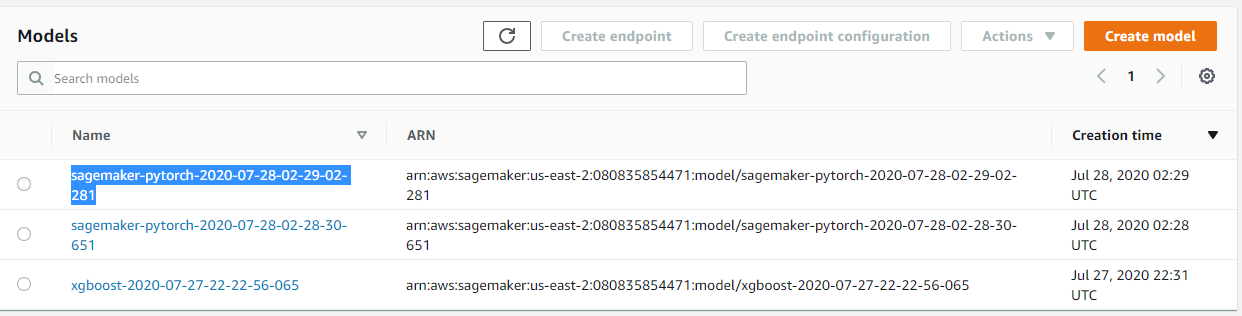 Models
Create endpoint
Create endpoint configuration
Actions
Create model
Search models
1
Name
ARN
Creation time
sagemaker-pytorch-2020-07-28-02-29-02-
281
arn:aws:sagemaker:us-east-2:080835854471:model/sagemaker-pytorch-2020-07-28-02-29-02-
281
Jul 28, 2020 02:29
UTC
sagemaker-pytorch-2020-07-28-02-28-30-
651
arn:aws:sagemaker:us-east-2:080835854471:model/sagemaker-pytorch-2020-07-28-02-28-30-
651
Jul 28, 2020 02:28
UTC
xgboost-2020-07-27-22-22-56-065
arn:aws:sagemaker:us-east-2:080835854471:model/xgboost-2020-07-27-22-22-56-065
Jul 27, 2020 22:31
UTC